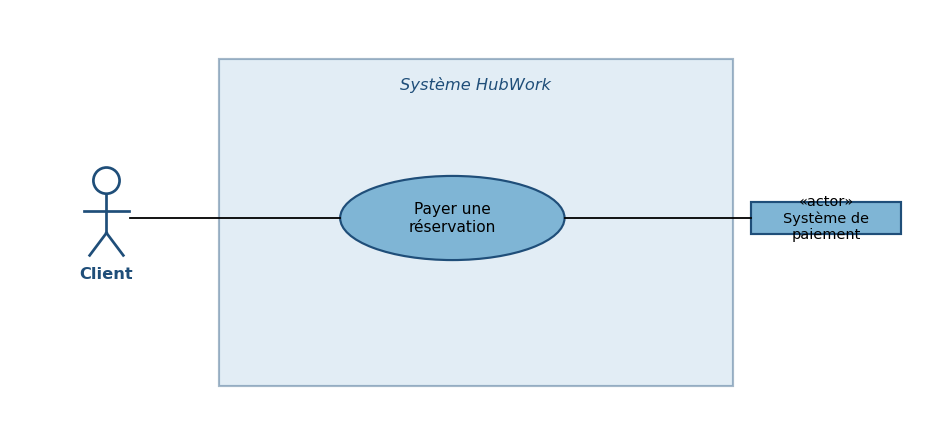 Système HubWork
Payer une
réservation
«actor»
Système de
paiement
Client